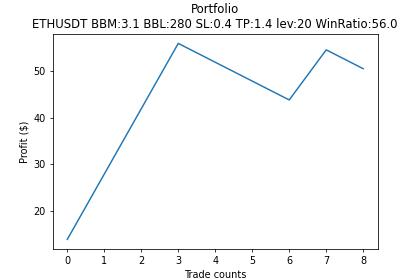 Portfolio
ETHUSDT BBM:3.1 BBL:280 SL:0.4 TP:1.4 lev:20 WinRatio:56.0
50
40
30
20
Profit ($)
0 1 2 3 4 5 6 7 8
Trade counts